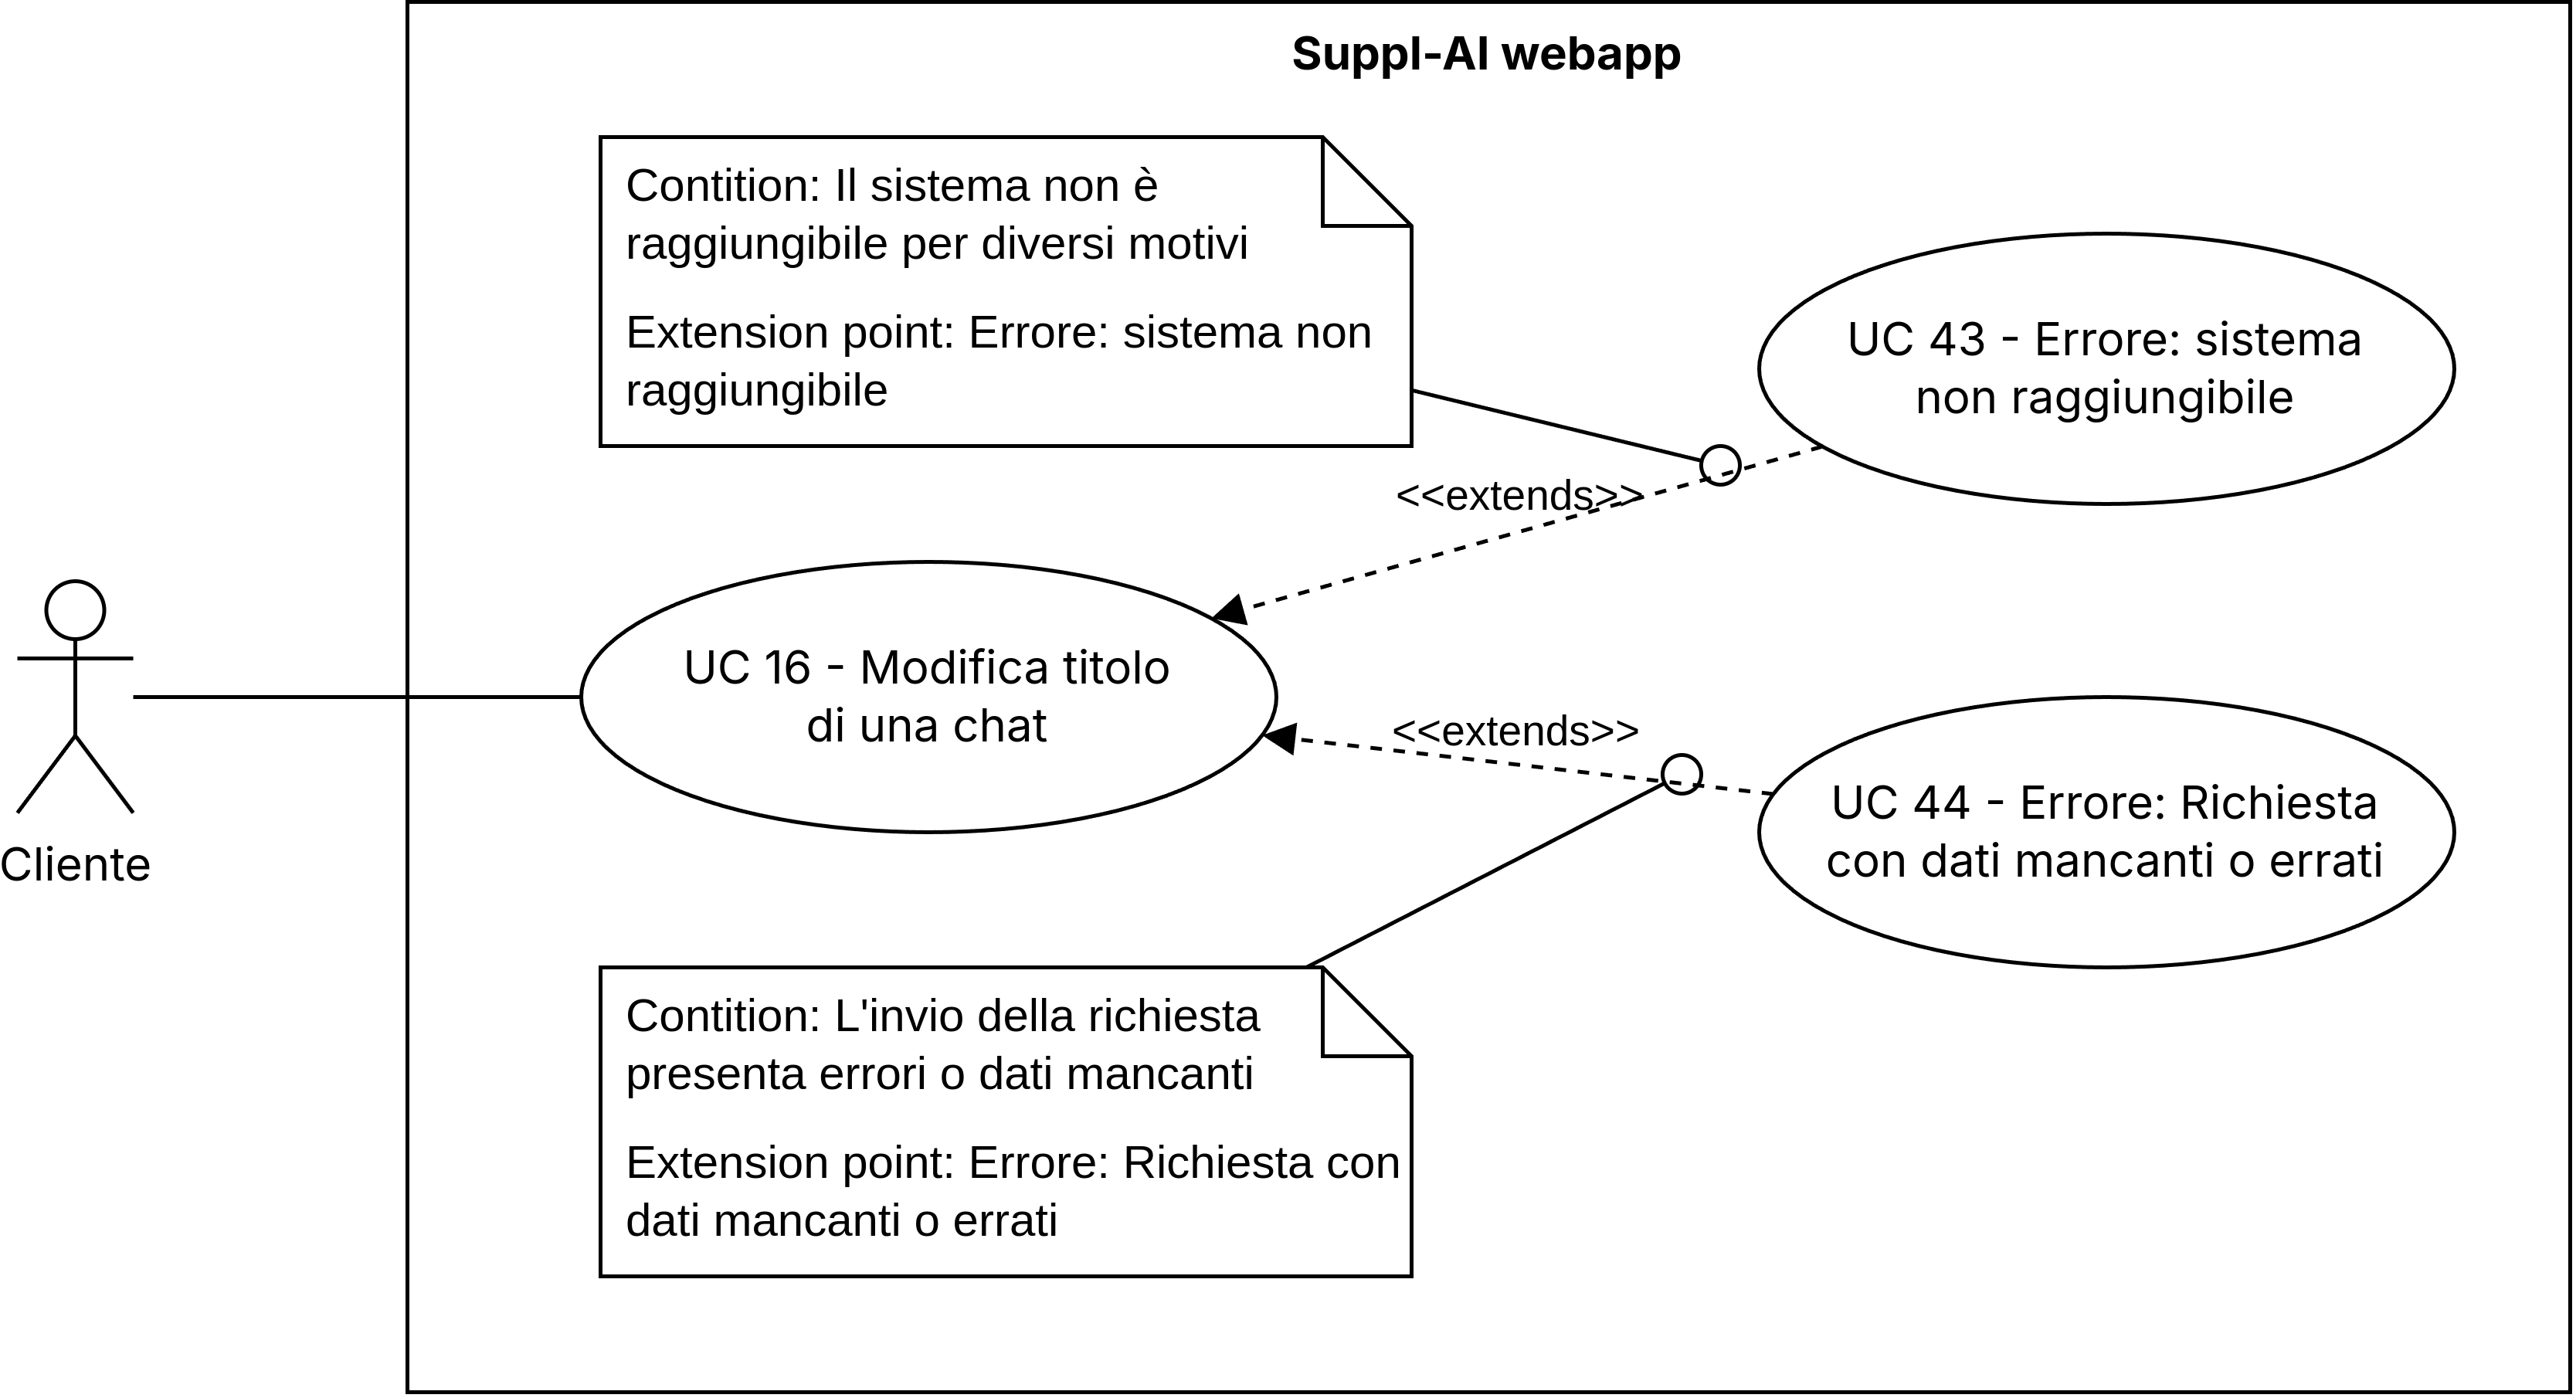 Suppl-AI webapp
Contition: Il sistema non è
raggiungibile per diversi motivi
Extension point: Errore: sistema non
raggiungibile
UC 43 - Errore: sistema
non raggiungibile
<<extends>>
UC 16 - Modifica titolo
di una chat
<<extends>>
UC 44 - Errore: Richiesta
con dati mancanti o errati
Cliente
Contition: L'invio della richiesta
presenta errori o dati mancanti
Extension point: Errore: Richiesta con
dati mancanti o errati